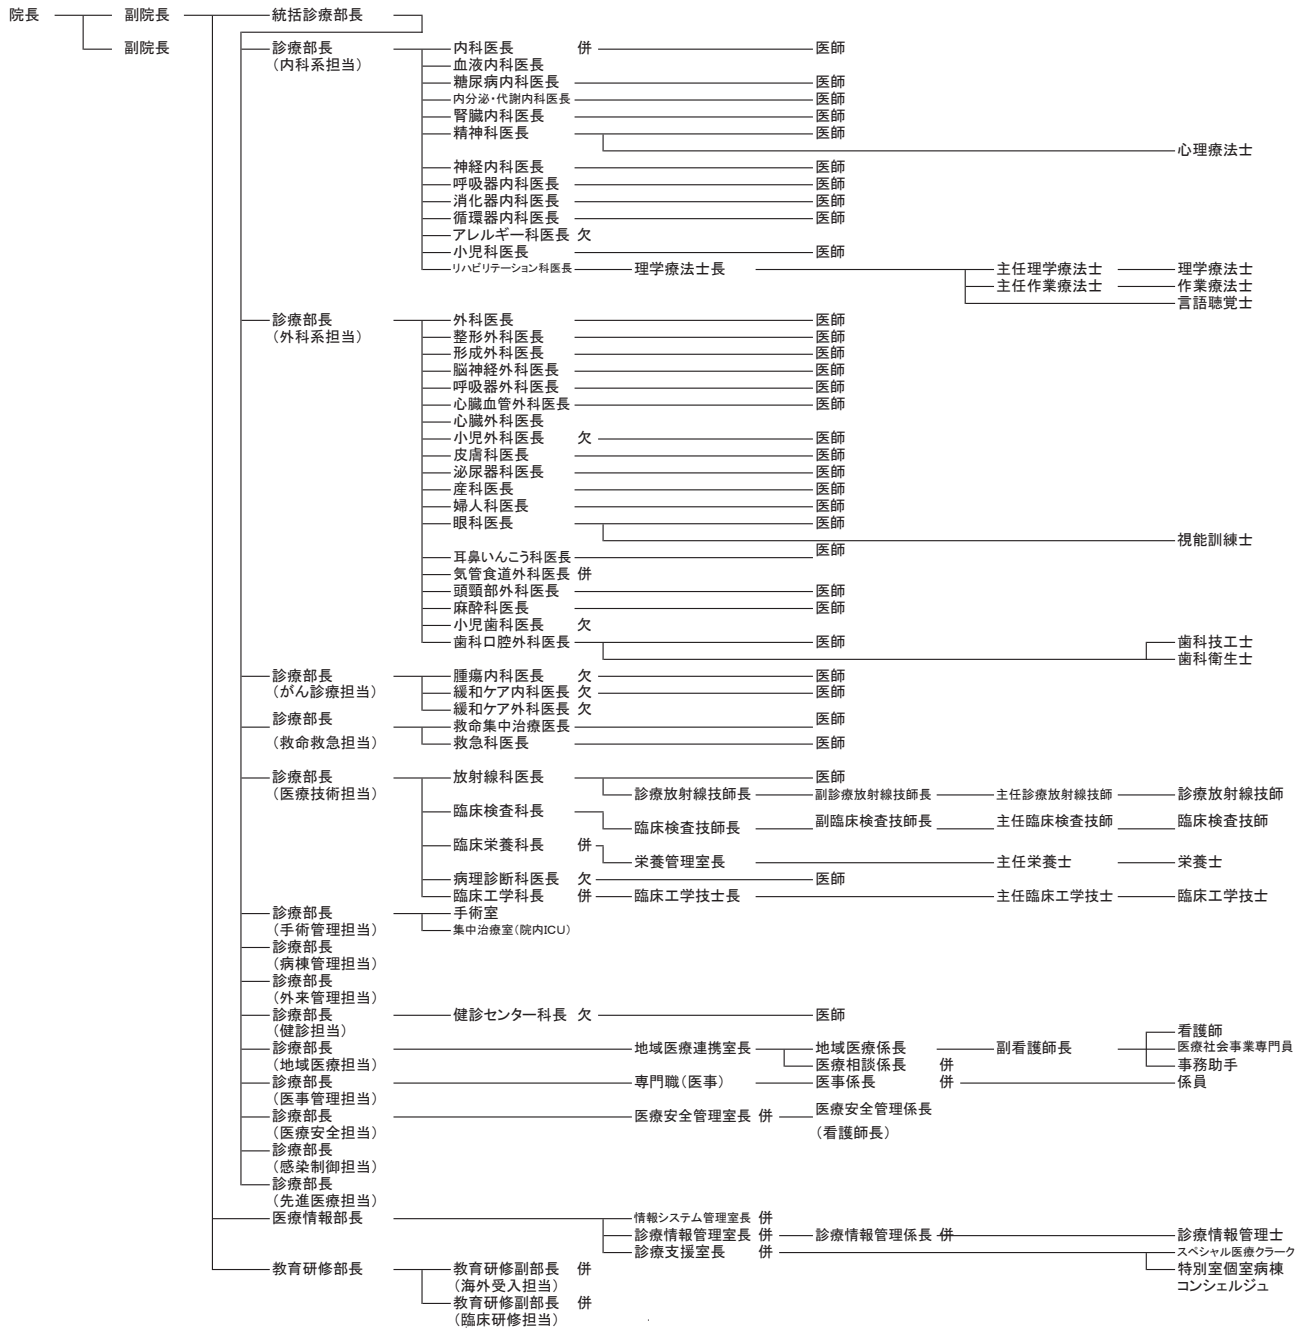 院長 副院長 統括診療部長
副院長 診療部長 内科医長 併 医師
（内科系担当） 血液内科医長
糖尿病内科医長 医師
内分泌・代謝内科医長 医師
腎臓内科医長 医師
精神科医長 医師
心理療法士
神経内科医長 医師
呼吸器内科医長 医師
消化器内科医長 医師
循環器内科医長 医師
アレルギー科医長 欠
小児科医長 医師
リハビリテーション科医長 理学療法士長 主任理学療法士 理学療法士
主任作業療法士 作業療法士
言語聴覚士
診療部長 外科医長 医師
（外科系担当） 整形外科医長 医師
形成外科医長 医師
脳神経外科医長 医師
呼吸器外科医長 医師
心臓血管外科医長 医師
心臓外科医長
小児外科医長 欠 医師
皮膚科医長 医師
泌尿器科医長 医師
産科医長 医師
婦人科医長 医師
眼科医長 医師
視能訓練士
耳鼻いんこう科医長 医師
気管食道外科医長 併
頭頸部外科医長 医師
麻酔科医長 医師
小児歯科医長 欠
歯科口腔外科医長 医師 歯科技工士
歯科衛生士
診療部長 腫瘍内科医長 欠 医師
（がん診療担当） 緩和ケア内科医長 欠 医師
緩和ケア外科医長 欠
診療部長 救命集中治療医長 医師
（救命救急担当） 救急科医長 医師
診療部長 放射線科医長 医師
（医療技術担当） 診療放射線技師長 副診療放射線技師長 主任診療放射線技師 診療放射線技師
臨床検査科長
臨床検査技師長 副臨床検査技師長 主任臨床検査技師 臨床検査技師
臨床栄養科長 併
栄養管理室長 主任栄養士 栄養士
病理診断科医長 欠 医師
臨床工学科長 併 臨床工学技士長 主任臨床工学技士 臨床工学技士
診療部長 手術室
（手術管理担当） 集中治療室（院内ICU）
診療部長
（病棟管理担当）
診療部長
（外来管理担当）
診療部長 健診センター科長 欠 医師
（健診担当） 看護師
診療部長 地域医療連携室長 地域医療係長 副看護師長 医療社会事業専門員
（地域医療担当） 医療相談係長 併 事務助手
診療部長 専門職（医事） 医事係長 併 係員
（医事管理担当）
診療部長 医療安全管理室長 併 医療安全管理係長
（医療安全担当） （看護師長）
診療部長
（感染制御担当）
診療部長
（先進医療担当）
医療情報部長 情報システム管理室長 併
診療情報管理室長 併 診療情報管理係長 併 診療情報管理士
診療支援室長 併 スペシャル医療クラーク
教育研修部長 教育研修副部長 併 特別室個室病棟
（海外受入担当） コンシェルジュ
教育研修副部長 併
（臨床研修担当）